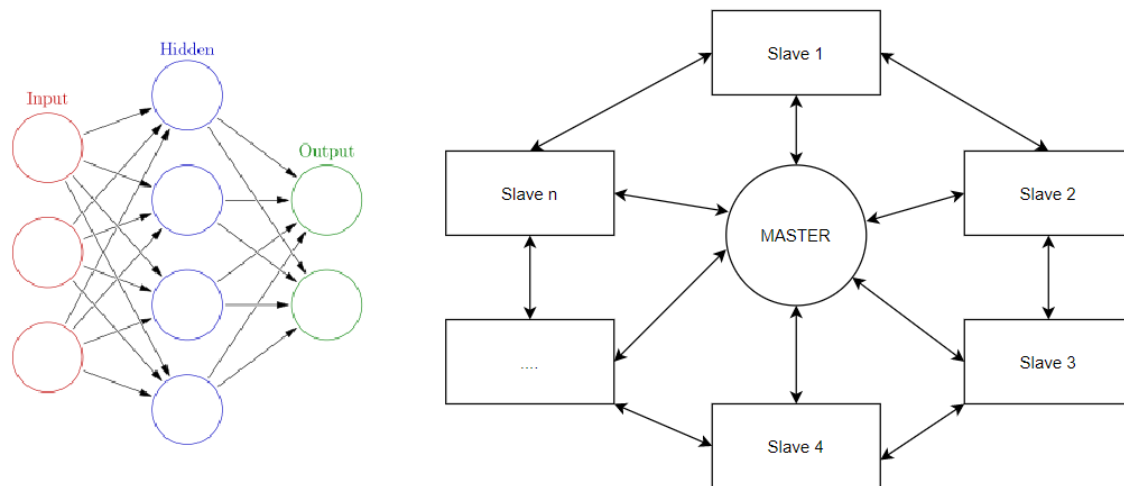 Hidden
Input
Output
Slave 1
Slave n
Slave 2
MASTER
....
Slave 3
Slave 4